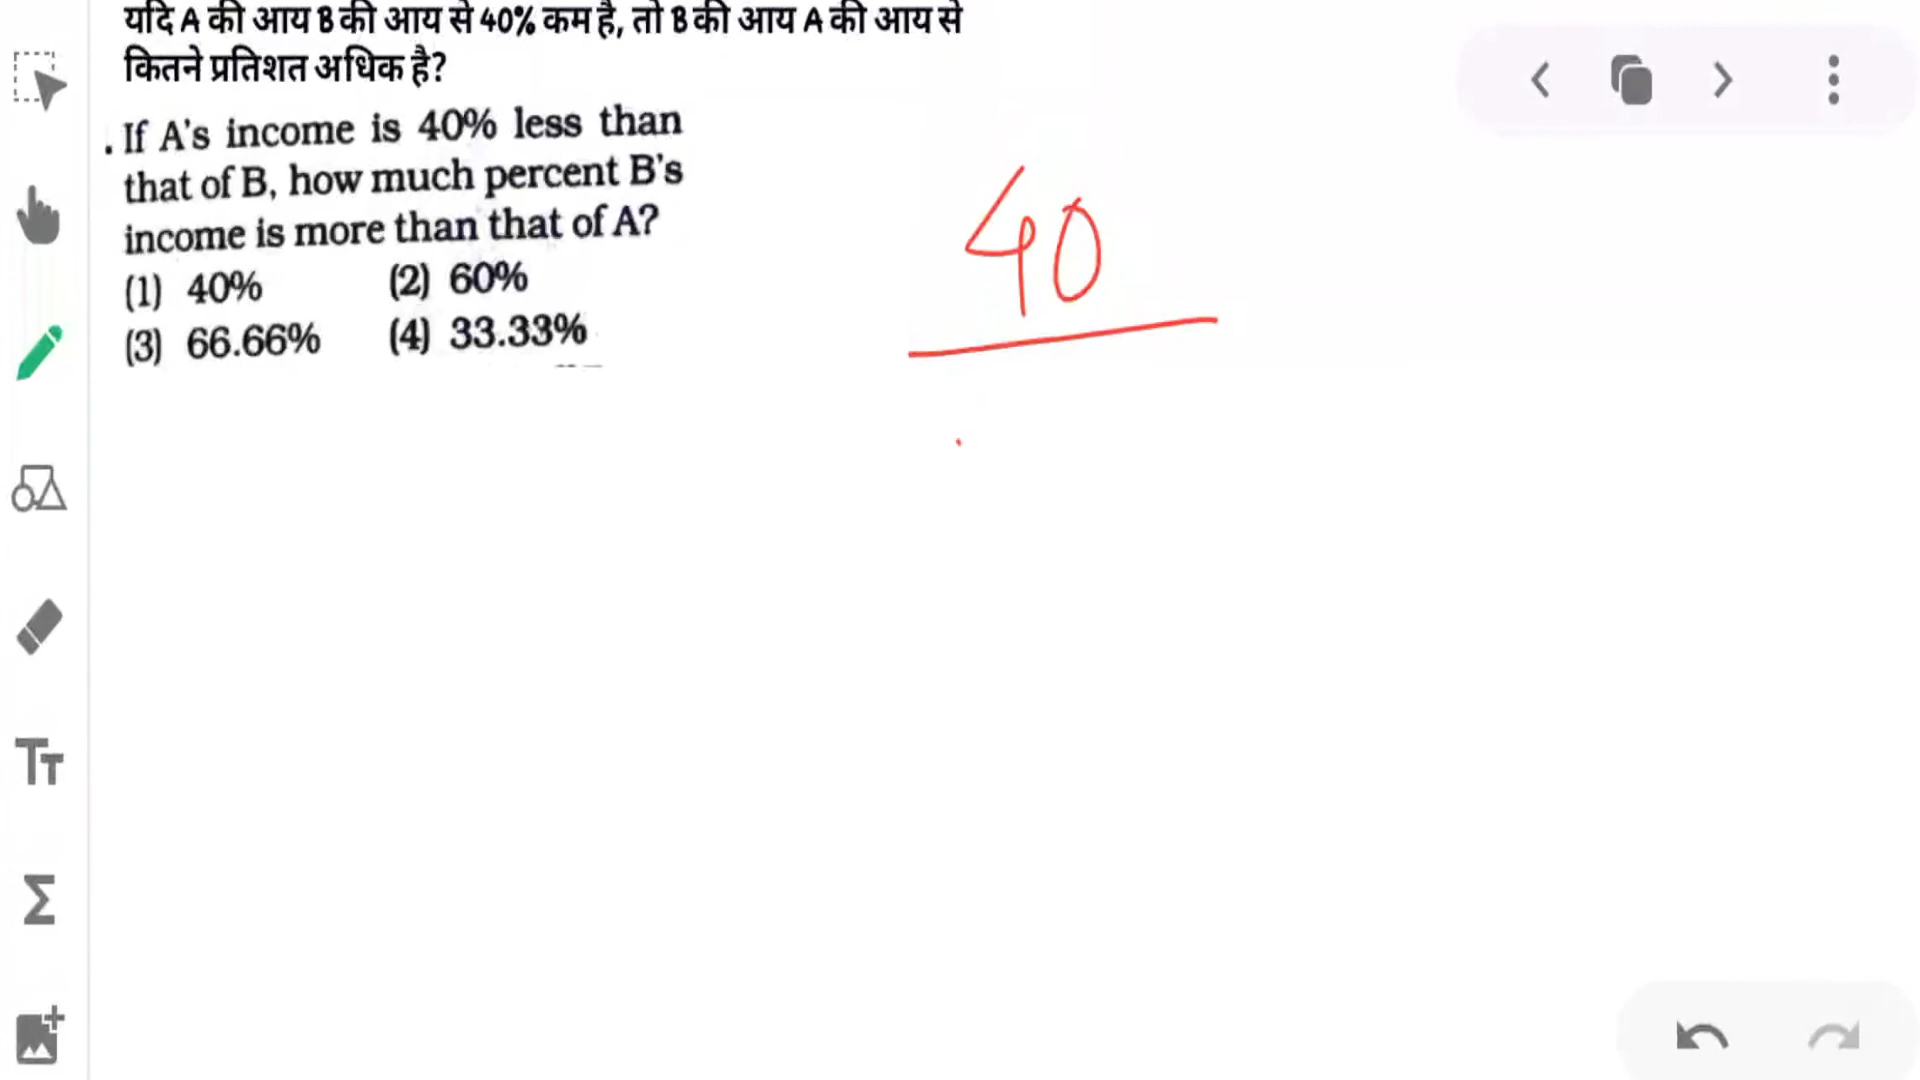 यदि A की आय B की आय से 40% कम है, तो B की आय A की आय से
कितने प्रतिशत अधिक है?
. If A's income is 40% less than
that of B, how much percent B's
income is more than that of A?
(1) 40% (2) 60%
(3) 66.66% (4) 33.33%
40
Tт
Σ